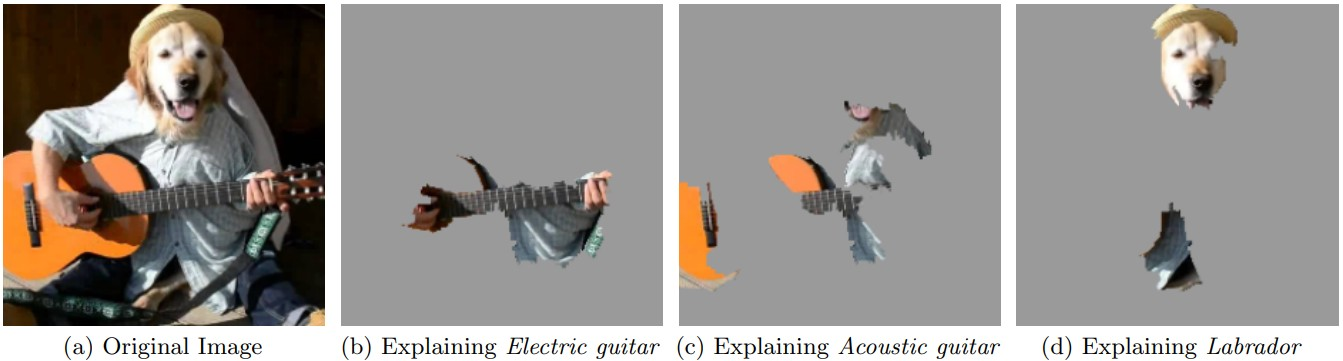 (a) Original Image
(b) Explaining Electric guitar
(c) Explaining Acoustic guitar
(d) Explaining Labrador